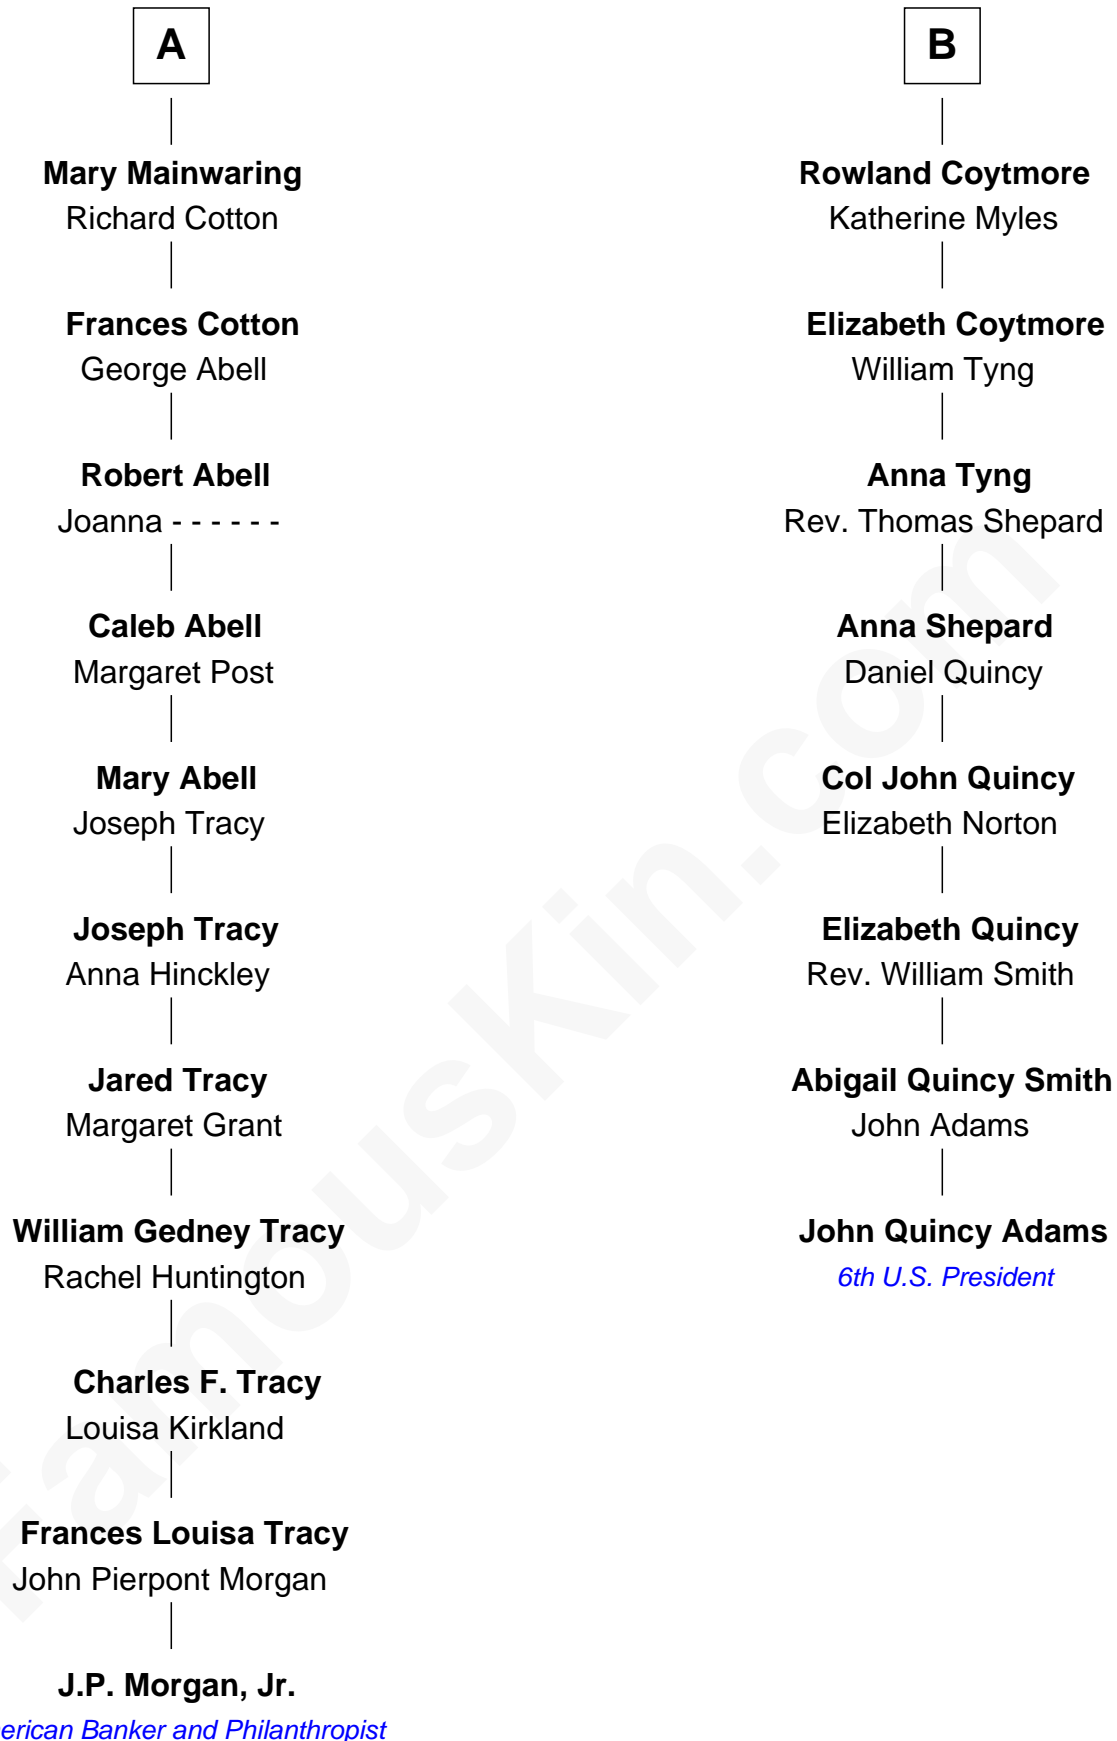 A
Mary Mainwaring
Richard Cotton
Frances Cotton
George Abell
Robert Abell
Joanna - - - - - -
Caleb Abell
Margaret Post
Mary Abell
Joseph Tracy
Joseph Tracy
Anna Hinckley
Jared Tracy
Margaret Grant
William Gedney Tracy
Rachel Huntington
Charles F. Tracy
Louisa Kirkland
Frances Louisa Tracy
John Pierpont Morgan
J.P. Morgan, Jr.
erican Banker and Philanthropist
B
Rowland Coytmore
Katherine Myles
Elizabeth Coytmore
William Tyng
Anna Tyng
Rev. Thomas Shepard
Anna Shepard
Daniel Quincy
Col John Quincy
Elizabeth Norton
Elizabeth Quincy
Rev. William Smith
Abigail Quincy Smith
John Adams
John Quincy Adams
6th U.S. President
FamousKin.com